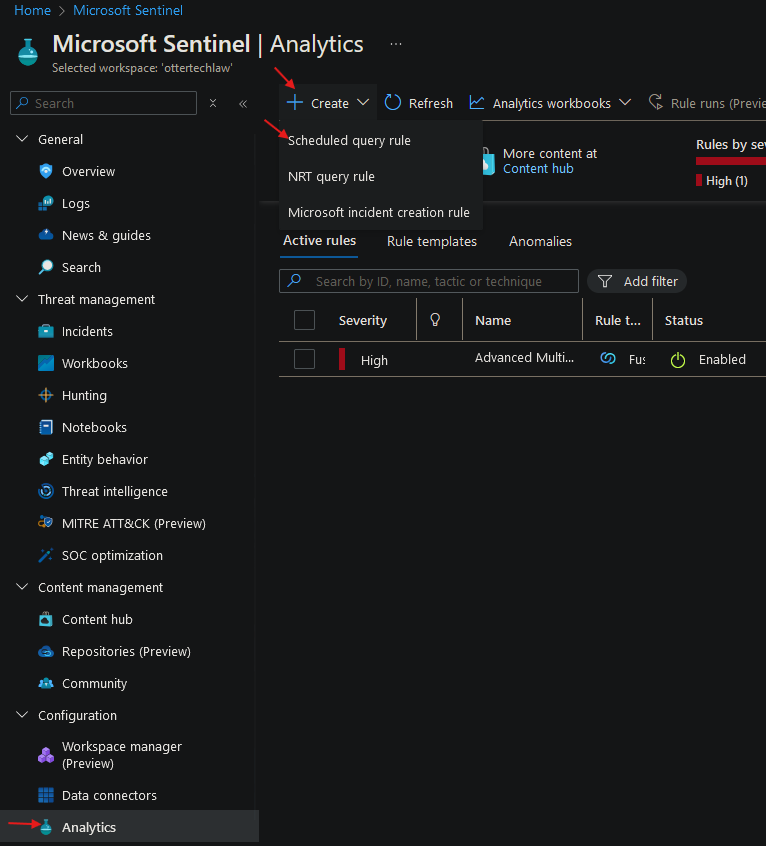 Home > Microsoft Sentinel
Microsoft Sentinel | Analytics ...
Selected workspace: 'ottertechlaw'
Search
General
Overview
Logs
News & guides
Search
Threat management
Incidents
Workbooks
Hunting
Notebooks
Entity behavior
Threat intelligence
MITRE ATT&CK (Preview)
SOC optimization
Content management
Content hub
Repositories (Preview)
Community
Configuration
Workspace manager
(Preview)
Data connectors
Analytics
Create Refresh Analytics workbooks Rule runs (Previe
Scheduled query rule
NRT query rule
Microsoft incident creation rule
More content at
Content hub
Rules by sev
High (1)
Active rules Rule templates Anomalies
Search by ID, name, tactic or technique Add filter
Severity Name Rule t... Status
High Advanced Multi... Fus Enabled